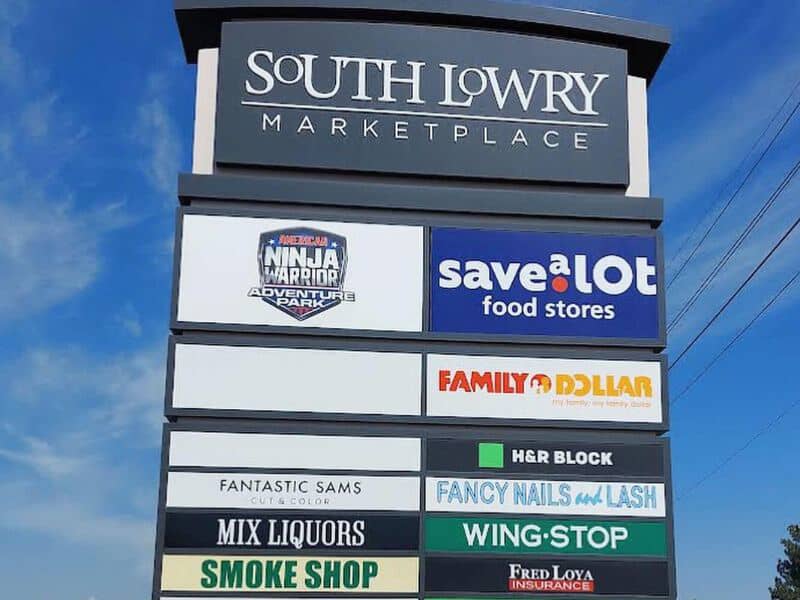 SOUTH LOWRY
MARKETPLACE
AMERICAN
NINJA
WARRIOR
ADVENTURE
PARK
save a lot
food stores
FAMILY DOLLAR
my family, my family dollar
H&R BLOCK
FANTASTIC SAMS
CUT & COLOR
FANCY NAILS and LASH
MIX LIQUORS
WING·STOP
SMOKE SHOP
FRED LOYA
INSURANCE